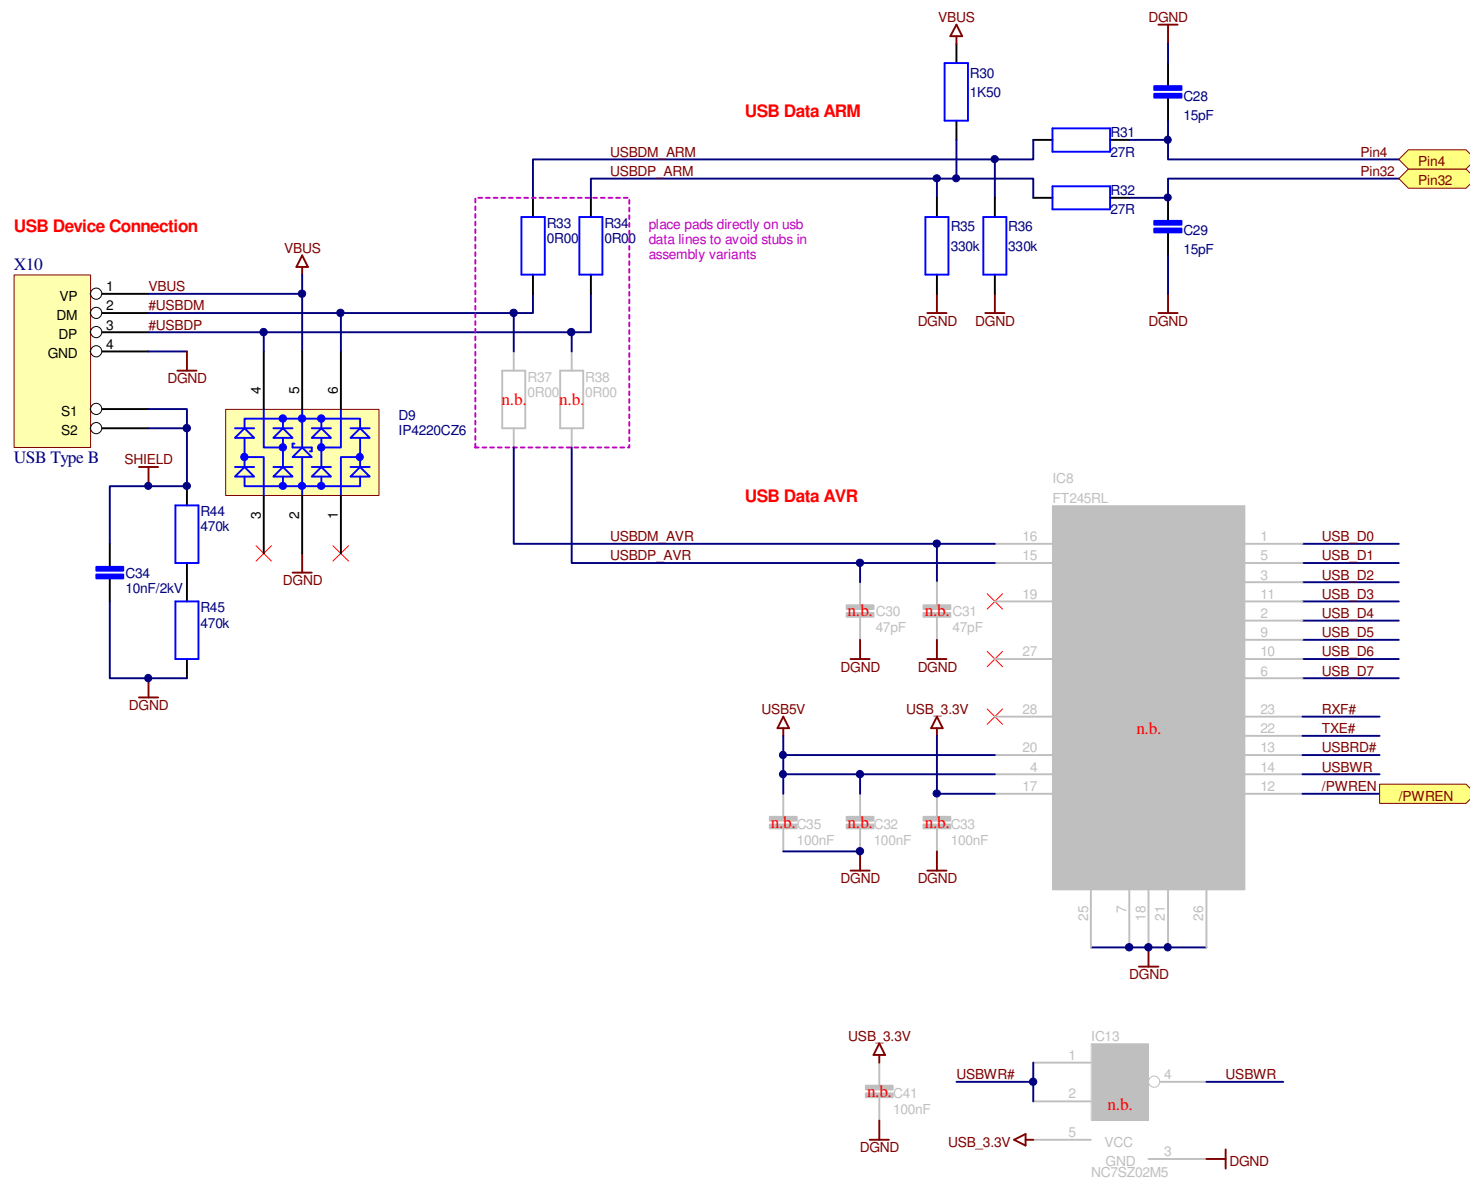 VBUS
DGND
R30
1K50
USB Data ARM
C28
15pF
R31
27R
USBDM_ARM
USBDP_ARM
Pin4
Pin4
Pin32
Pin32
R32
27R
C29
15pF
R35
330k
R36
330k
DGND
DGND
DGND
R33
0R00
R34
0R00
place pads directly on usb
data lines to avoid stubs in
assembly variants
USB Device Connection
X10
VBUS
VP
1
VBUS
DM
2
#USBDM
DP
3
#USBDP
GND
4
DGND
S1
S2
USB Type B
SHIELD
4
5
6
D9
IP4220CZ6
3
2
1
DGND
R44
470k
C34
10nF/2kV
R45
470k
DGND
R37
0R00
n.b.
R38
0R00
n.b.
USB Data AVR
USBDM_AVR
USBDP_AVR
n.b.
C30
47pF
n.b.
C31
47pF
DGND
DGND
IC8
FT245RL
n.b.
16
15
19
27
28
20
4
17
1
USB_D0
5
USB_D1
3
USB_D2
11
USB_D3
2
USB_D4
9
USB_D5
10
USB_D6
6
USB_D7
23
RXF#
22
TXE#
13
USBRD#
14
USBWR
12
/PWREN
/PWREN
25
7
18
21
26
DGND
USB5V
USB_3.3V
n.b.
C35
100nF
n.b.
C32
100nF
n.b.
C33
100nF
DGND
DGND
USB_3.3V
n.b.
C41
100nF
DGND
IC13
USBWR#
1
2
n.b.
4
USBWR
USB_3.3V
5
VCC
GND
3
DGND
NC7SZ02M5